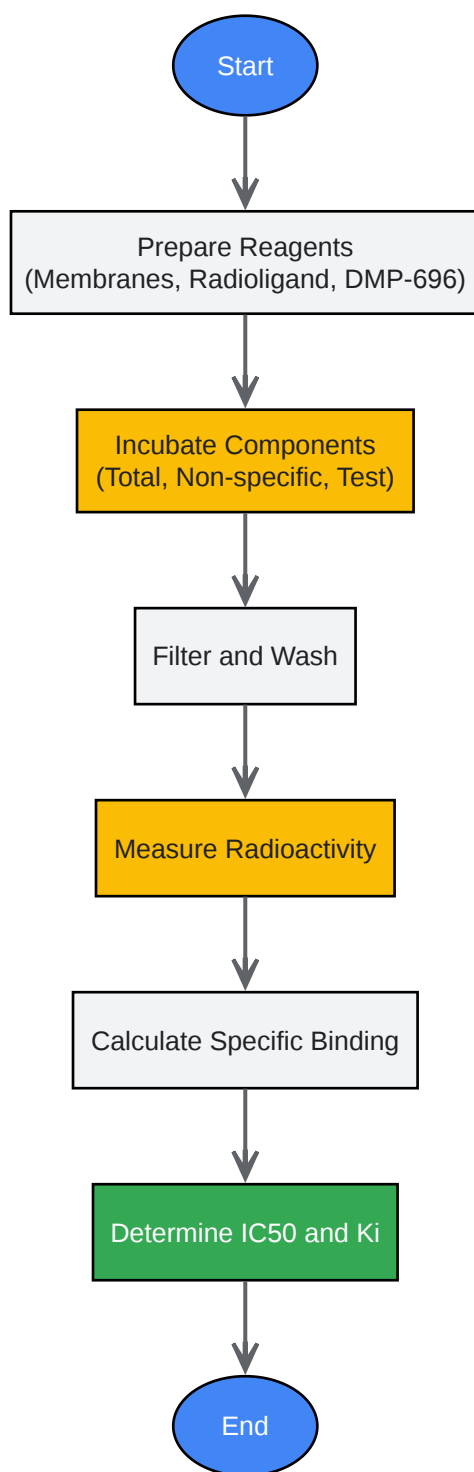 Start
Prepare Reagents
(Membranes, Radioligand, DMP-696)
Incubate Components
(Total, Non-specific, Test)
Filter and Wash
Measure Radioactivity
Calculate Specific Binding
Determine IC50 and Ki
End